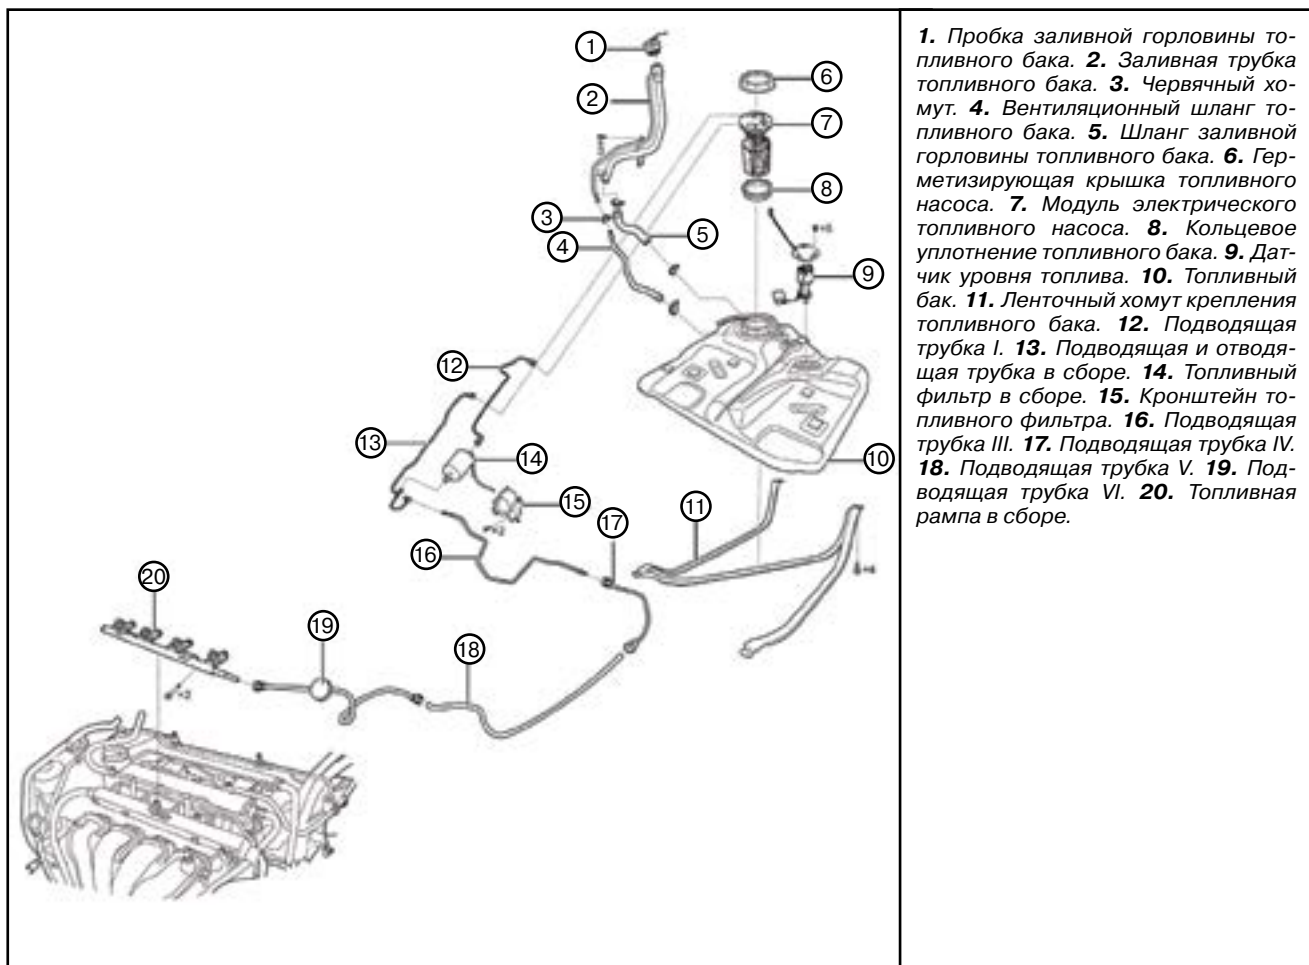 1
2
3
4
5
6
7
8
9
10
11
12
13
14
15
16
17
18
19
20
1. Пробка заливной горловины то-
пливного бака. 2. Заливная трубка
топливного бака. 3. Червячный хо-
мут. 4. Вентиляционный шланг то-
пливного бака. 5. Шланг заливной
горловины топливного бака. 6. Гер-
метизирующая крышка топливного
насоса. 7. Модуль электрического
топливного насоса. 8. Кольцевое
уплотнение топливного бака. 9. Дат-
чик уровня топлива. 10. Топливный
бак. 11. Ленточный хомут крепления
топливного бака. 12. Подводящая
трубка I. 13. Подводящая и отводя-
щая трубка в сборе. 14. Топливный
фильтр в сборе. 15. Кронштейн то-
пливного фильтра. 16. Подводящая
трубка III. 17. Подводящая трубка IV.
18. Подводящая трубка V. 19. Под-
водящая трубка VI. 20. Топливная
рампа в сборе.